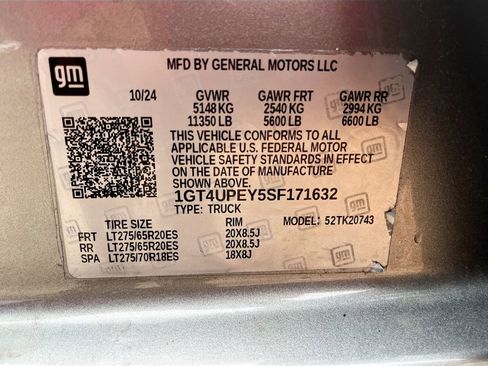 gm
MFD BY GENERAL MOTORS LLC
10/24 GVWR GAWR FRT GAWR RR
5148 KG 2540 KG 2994 KG
11350 LB 5600 LB 6600 LB
THIS VEHICLE CONFORMS TO ALL
APPLICABLE U.S. FEDERAL MOTOR
VEHICLE SAFETY STANDARDS IN EFFECT
ON THE DATE OF MANUFACTURE
SHOWN ABOVE.
1GT4UPEY5SF171632
TYPE: TRUCK MODEL: 52TK20743
TIRE SIZE RIM
FRT LT275/65R20ES 20X8.5J
RR LT275/65R20ES 20X8.5J
SPA LT275/70R18ES 18X8J